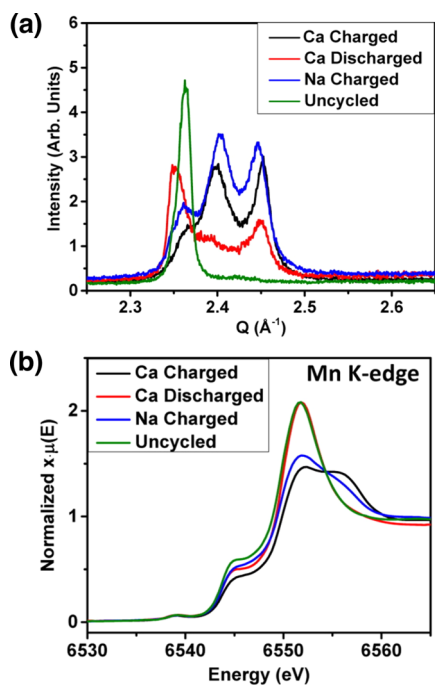 (a)
Ca Charged
Ca Discharged
Na Charged
Uncycled
Intensity (Arb. Units)
5
4
3
2
1
0
2.3 2.4 2.5 2.6
Q (Å⁻¹)
(b)
Ca Charged
Ca Discharged
Na Charged
Uncycled
Mn K-edge
Normalized x·μ(E)
2
1
0
6530 6540 6550 6560
Energy (eV)